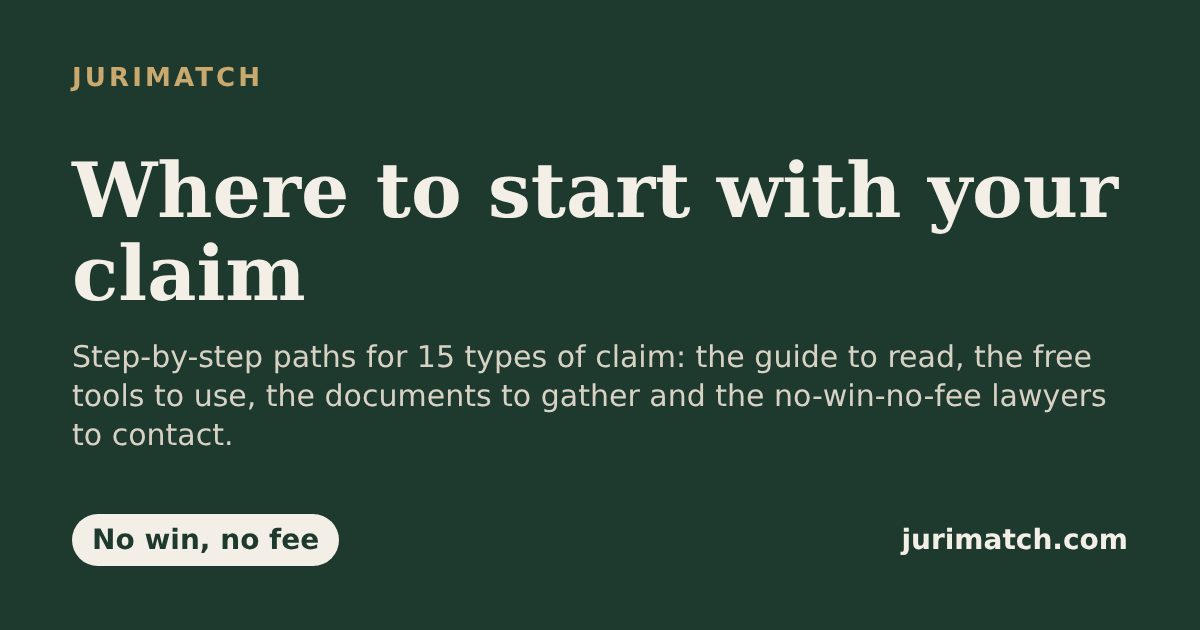 JURIMATCH
Where to start with your
claim
Step-by-step paths for 15 types of claim: the guide to read, the free
tools to use, the documents to gather and the no-win-no-fee lawyers
to contact.
No win, no fee
jurimatch.com